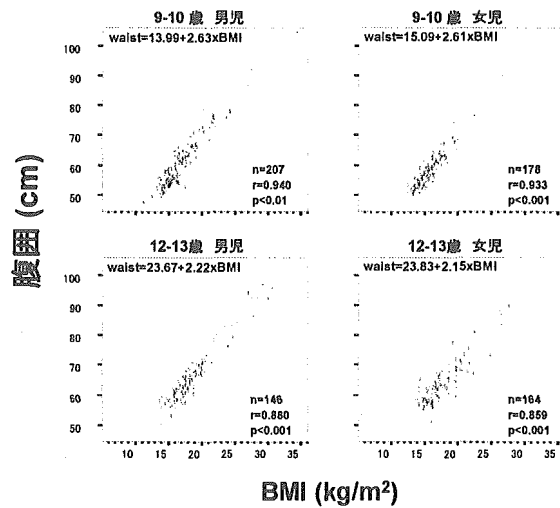 9-10 歳 男児
waist=13.99+2.63xBMI
n=207
r=0.940
p<0.01
9-10 歳 女児
waist=15.09+2.61xBMI
n=178
r=0.933
p<0.001
100
90
80
70
60
50
12-13歳 男児
waist=23.67+2.22xBMI
n=146
r=0.880
p<0.001
12-13歳 女児
waist=23.83+2.15xBMI
n=164
r=0.859
p<0.001
100
90
80
70
60
50
10 15 20 25 30 35
10 15 20 25 30 35
腹囲 (cm)
BMI (kg/m²)